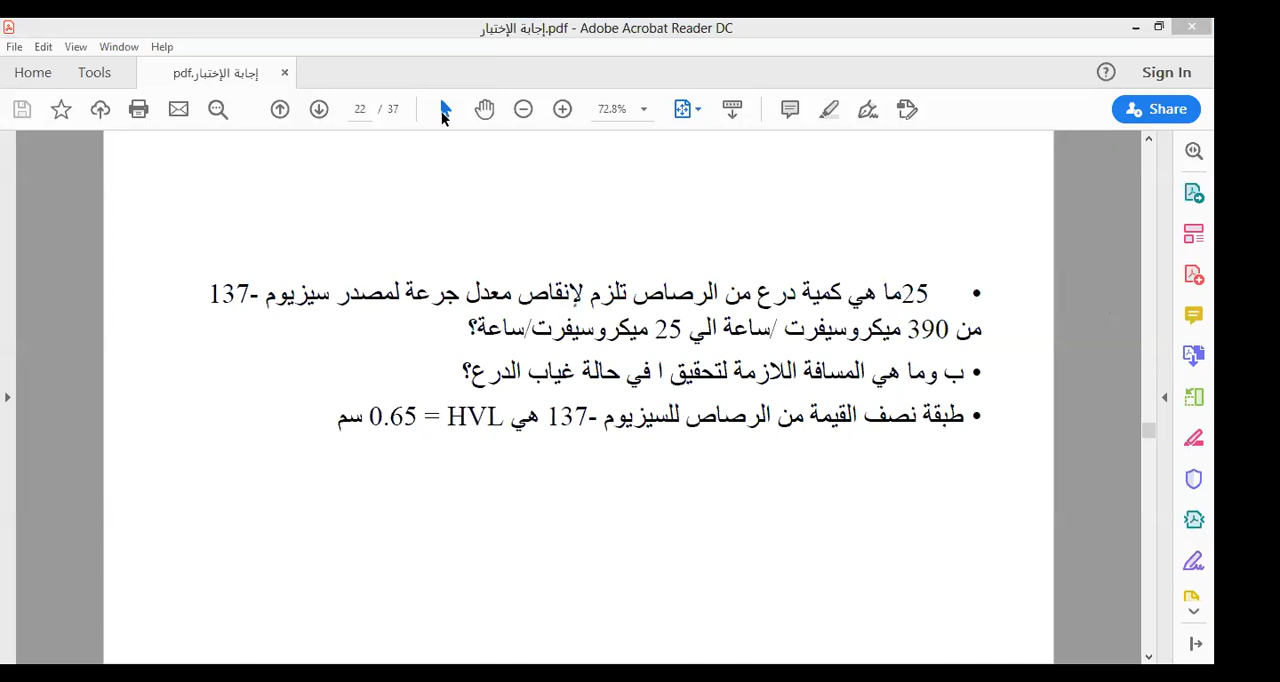 إجابة الإختبار.pdf - Adobe Acrobat Reader DC
File Edit View Window Help
Home Tools إجابة الإختبار.pdf × Sign In
22 / 37 72.8% Share
• 25ما هي كمية درع من الرصاص تلزم لإنقاص معدل جرعة لمصدر سيزيوم -137
من 390 ميكروسيفرت /ساعة الي 25 ميكروسيفرت/ساعة؟
• ب وما هي المسافة اللازمة لتحقيق ا في حالة غياب الدرع؟
• طبقة نصف القيمة من الرصاص للسيزيوم -137 هي HVL = 0.65 سم